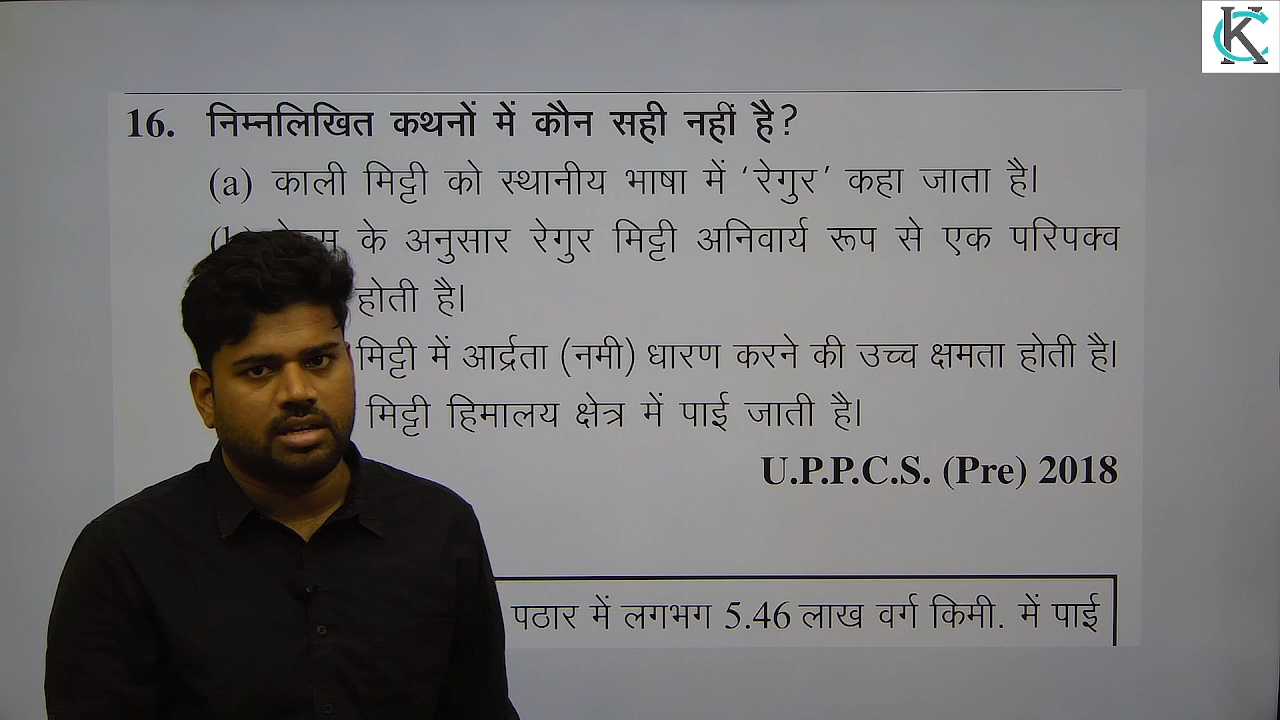 KC
16. निम्नलिखित कथनों में कौन सही नहीं है?
(a) काली मिट्टी को स्थानीय भाषा में 'रेगुर' कहा जाता है।
के अनुसार रेगुर मिट्टी अनिवार्य रूप से एक परिपक्व
होती है।
मिट्टी में आर्द्रता (नमी) धारण करने की उच्च क्षमता होती है।
मिट्टी हिमालय क्षेत्र में पाई जाती है।
U.P.P.C.S. (Pre) 2018
पठार में लगभग 5.46 लाख वर्ग किमी. में पाई